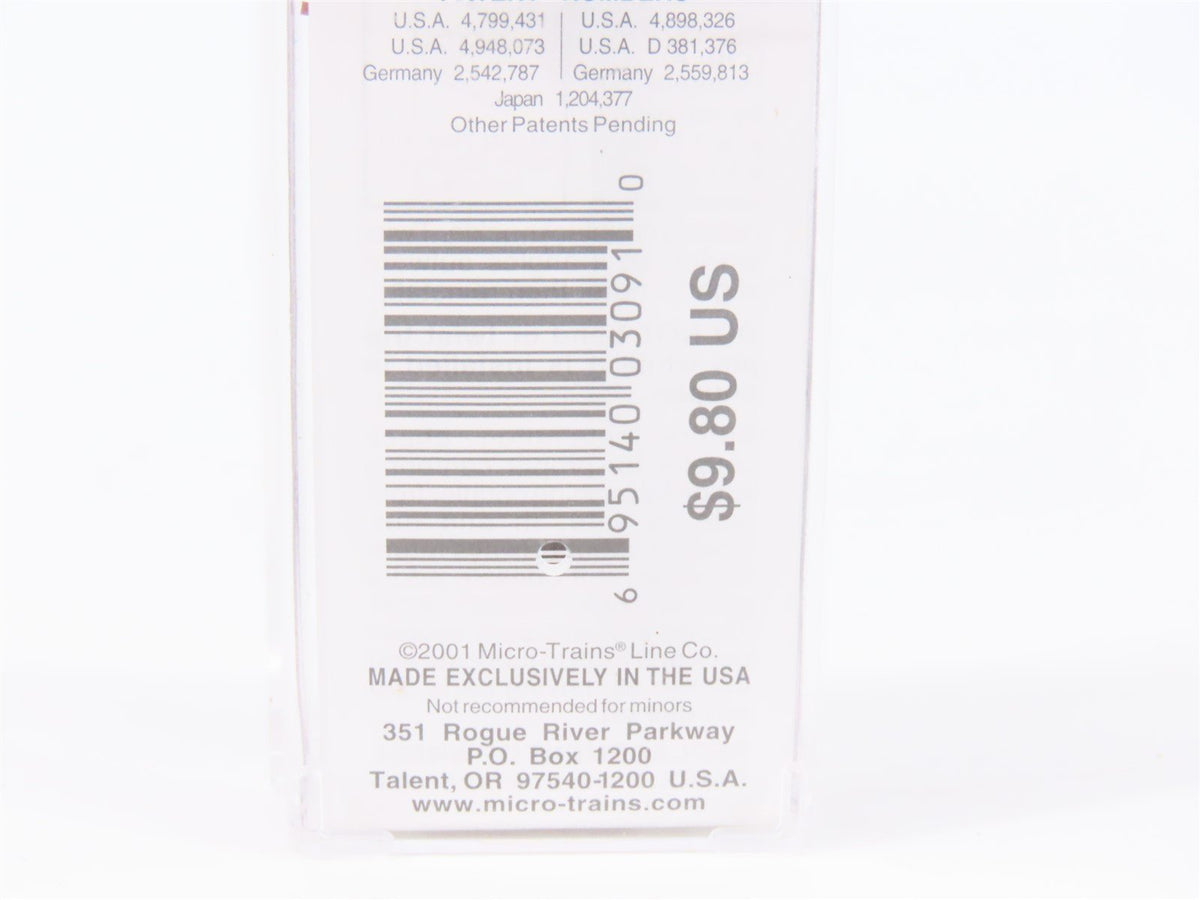 PATENT NUMBERS
U.S.A. 4,799,431 U.S.A. 4,898,326
U.S.A. 4,948,073 U.S.A. D 381,376
Germany 2,542,787 Germany 2,559,813
Japan 1,204,377
Other Patents Pending
6 95140 03091 0
$9.80 US
©2001 Micro-Trains® Line Co.
MADE EXCLUSIVELY IN THE USA
Not recommended for minors
351 Rogue River Parkway
P.O. Box 1200
Talent, OR 97540-1200 U.S.A.
www.micro-trains.com